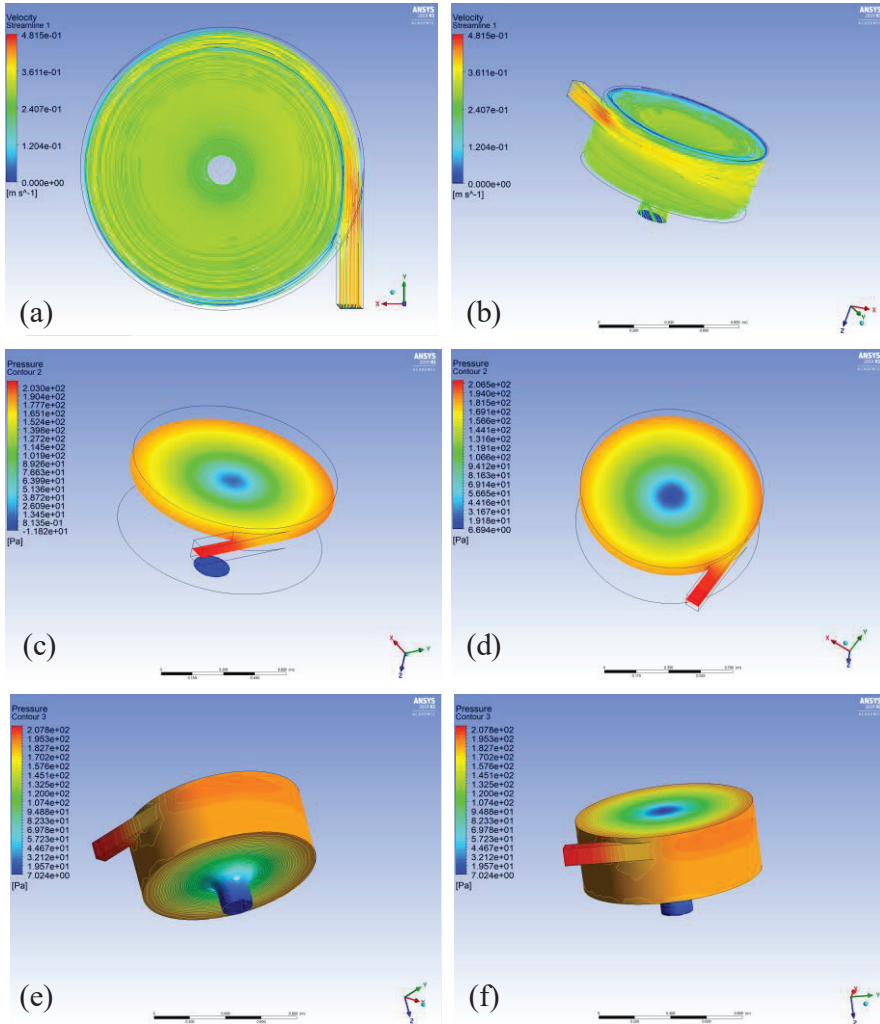 Velocity
Streamline 1
4.815e-01
3.611e-01
2.407e-01
1.204e-01
0.000e+00
[m s^-1]
ANSYS
ACADEMIC
X
Y
(a)
Velocity
Streamline 1
4.815e-01
3.611e-01
2.407e-01
1.204e-01
0.000e+00
[m s^-1]
ANSYS
ACADEMIC
X
Y
Z
(b)
Pressure
Contour 2
2.030e+02
1.904e+02
1.777e+02
1.651e+02
1.524e+02
1.398e+02
1.272e+02
1.145e+02
1.019e+02
8.926e+01
7.663e+01
6.399e+01
5.136e+01
3.872e+01
2.609e+01
1.345e+01
8.135e-01
-1.182e+01
[Pa]
ANSYS
ACADEMIC
X
Y
Z
(c)
Pressure
Contour 2
2.065e+02
1.940e+02
1.815e+02
1.691e+02
1.566e+02
1.441e+02
1.316e+02
1.191e+02
1.066e+02
9.412e+01
8.163e+01
6.914e+01
5.665e+01
4.416e+01
3.167e+01
1.918e+01
6.694e+00
[Pa]
ANSYS
ACADEMIC
X
Y
Z
(d)
Pressure
Contour 3
2.078e+02
1.953e+02
1.827e+02
1.702e+02
1.576e+02
1.451e+02
1.325e+02
1.200e+02
1.074e+02
9.488e+01
8.233e+01
6.978e+01
5.723e+01
4.467e+01
3.212e+01
1.957e+01
7.024e+00
[Pa]
ANSYS
ACADEMIC
Y
X
Z
(e)
Pressure
Contour 3
2.078e+02
1.953e+02
1.827e+02
1.702e+02
1.576e+02
1.451e+02
1.325e+02
1.200e+02
1.074e+02
9.488e+01
8.233e+01
6.978e+01
5.723e+01
4.467e+01
3.212e+01
1.957e+01
7.024e+00
[Pa]
ANSYS
ACADEMIC
X
Y
Z
(f)